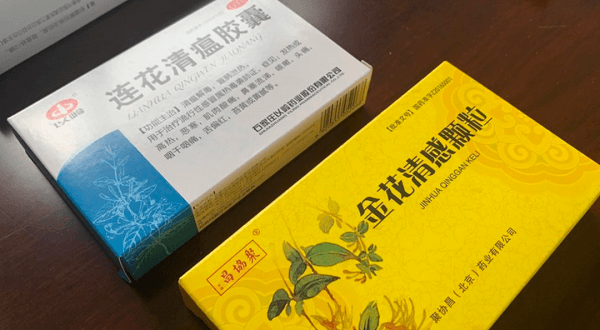 连花清瘟胶囊
LIANHUA QINGWEN JIAONANG
【功能主治】清瘟解毒，宣肺泄热。
用于治疗流行性感冒属热毒袭肺证，症见：发热或
高热，恶寒，肌肉酸痛，鼻塞流涕，咳嗽，头痛，
咽干咽痛，舌偏红，苔黄或黄腻等。
石家庄以岭药业股份有限公司
以岭
金花清感颗粒
JINHUA QINGGAN KELI
聚协昌（北京）药业有限公司
聚協昌